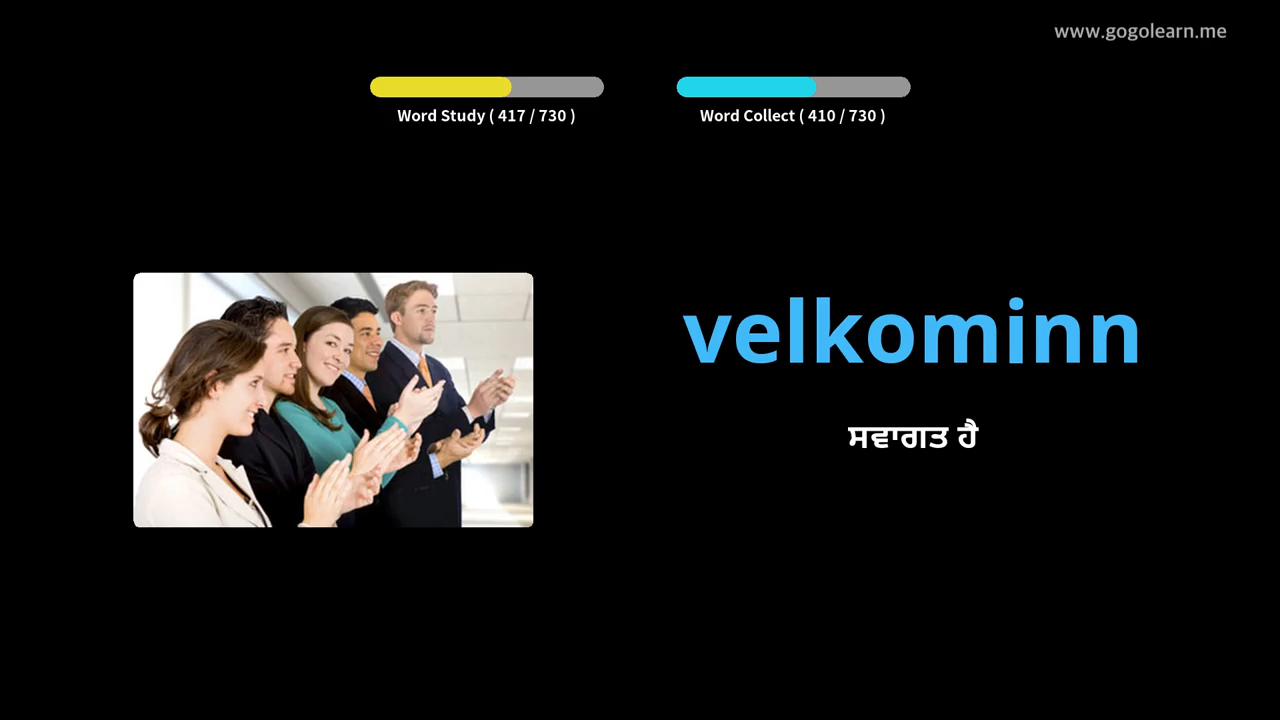 www.gogolearn.me
Word Study ( 417 / 730 )
Word Collect ( 410 / 730 )
velkominn
ਸਵਾਗਤ ਹੈ